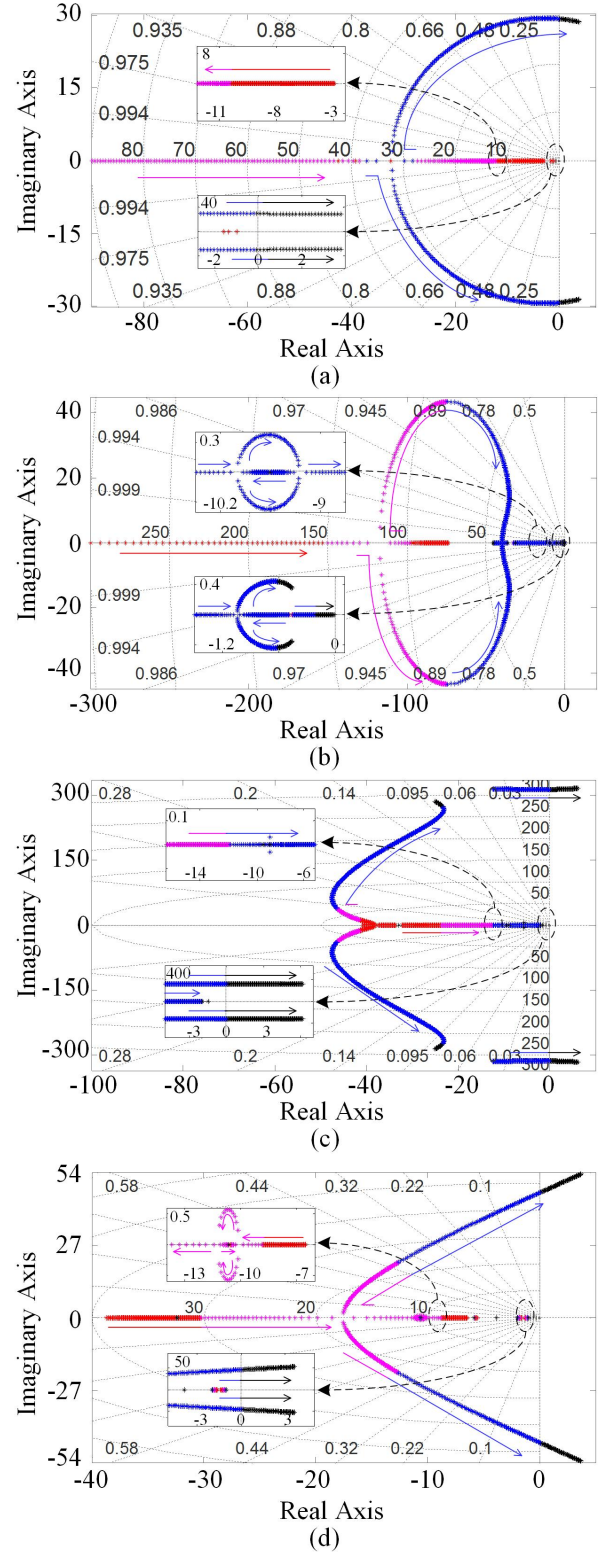 30 0.935 0.88 0.8 0.66 0.48 0.25
0.975
8
15
0.994
-11 -8 -3
Imaginary Axis
0 80 70 60 50 40 30 20 10
0.994
40
-15
0.975
-2 0 2
-30 0.935 0.88 0.8 0.66 0.48 0.25
-80 -60 -40 -20 0
Real Axis
(a)
40 0.986 0.97 0.945 0.89 0.78 0.5
0.994
0.3
20
0.999
-10.2 -9
Imaginary Axis
0 250 200 150 100 50
0.999
0.4
-20
0.994
-1.2 0
-40 0.986 0.97 0.945 0.89 0.78 0.5
-300 -200 -100 0
Real Axis
(b)
300 0.28 0.2 0.14 0.095 0.06 0.03 300
250
0.1
200
150
150
-14 -10 -6
100
50
Imaginary Axis
0
50
400
100
-150
150
-3 0 3
200
250
-300 0.28 0.2 0.14 0.095 0.06 0.03 300
-100 -80 -60 -40 -20 0
Real Axis
(c)
54 0.58 0.44 0.32 0.22 0.1
0.5
27
-13 -10 -7
Imaginary Axis
0 30 20 10
50
-27
-3 0 3
-54 0.58 0.44 0.32 0.22 0.1
-40 -30 -20 -10 0
Real Axis
(d)